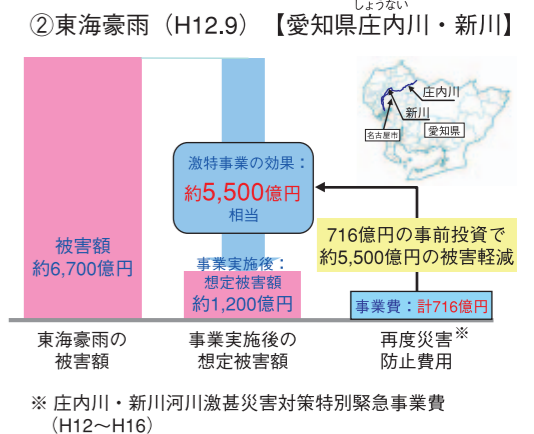 しょうない
②東海豪雨（H12.9）【愛知県庄内川・新川】
庄内川
新川
名古屋市
愛知県
激特事業の効果：
約5,500億円
相当
被害額
約6,700億円
事業実施後：
想定被害額
約1,200億円
716億円の事前投資で
約5,500億円の被害軽減
事業費：計716億円
東海豪雨の
被害額
事業実施後の
想定被害額
再度災害※
防止費用
※ 庄内川・新川河川激甚災害対策特別緊急事業費
（H12～H16）